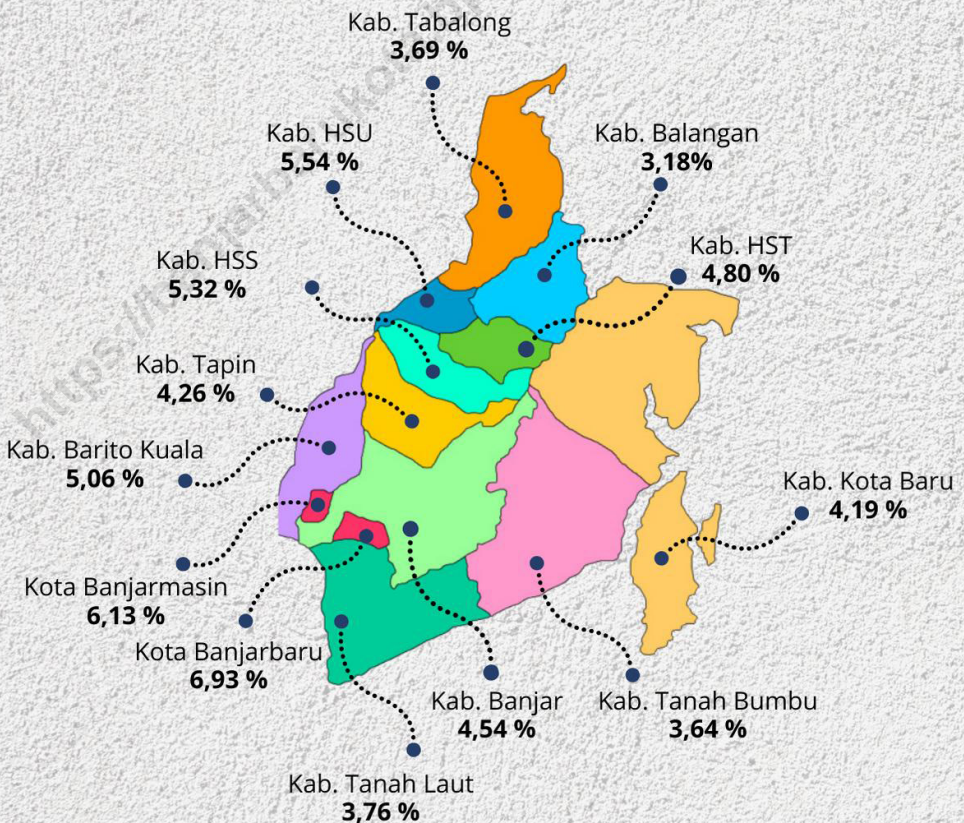 Kab. Tabalong
3,69 %
Kab. HSU
5,54 %
Kab. Balangan
3,18%
Kab. HST
4,80 %
Kab. HSS
5,32 %
Kab. Tapin
4,26 %
Kab. Barito Kuala
5,06 %
Kab. Kota Baru
4,19 %
Kota Banjarmasin
6,13 %
Kota Banjarbaru
6,93 %
Kab. Banjar
4,54 %
Kab. Tanah Bumbu
3,64 %
Kab. Tanah Laut
3,76 %